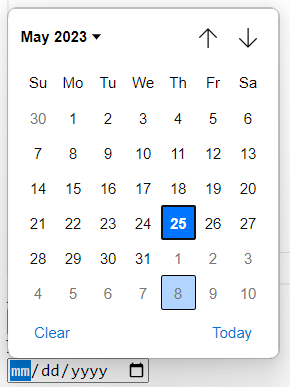 May 2023
Su Mo Tu We Th Fr Sa
30 1 2 3 4 5 6
7 8 9 10 11 12 13
14 15 16 17 18 19 20
21 22 23 24 25 26 27
28 29 30 31 1 2 3
4 5 6 7 8 9 10
Clear Today
mm/dd/yyyy